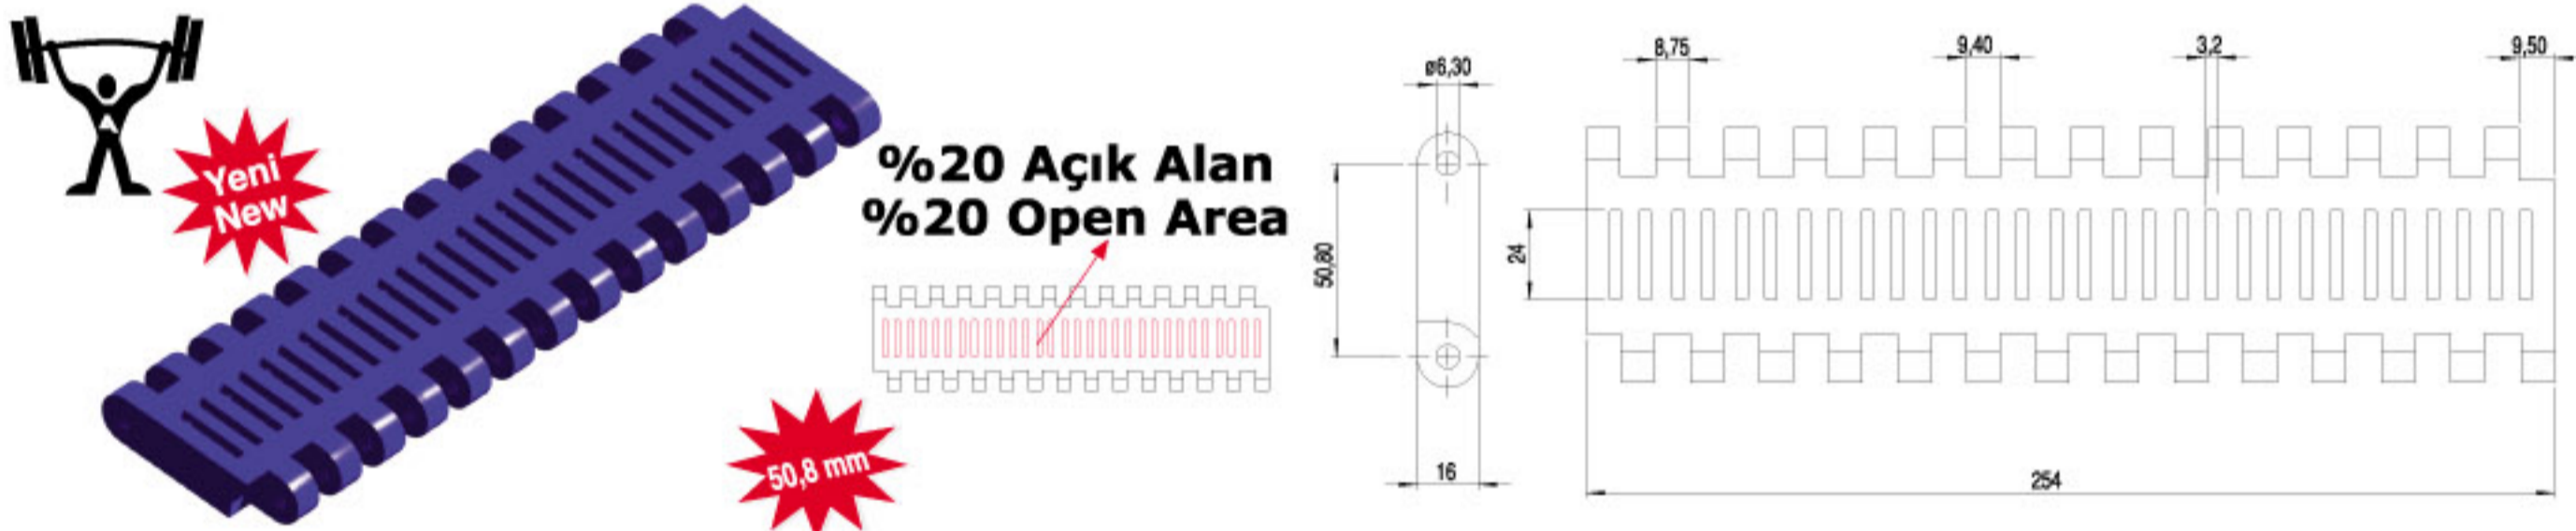 Yeni
New
%20 Açık Alan
%20 Open Area
50,8 mm
ø6,30
50,80
16
8,75
9,40
3,2
9,50
24
254